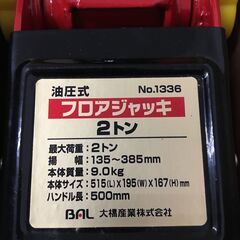 油圧式 No.1336
フロアジャッキ
2トン
最大荷重:2トン
揚幅:135～385mm
本体質量:9.0kg
本体サイズ:515(L)×195(W)×167(H)mm
ハンドル長:500mm
BAL 大橋産業株式会社